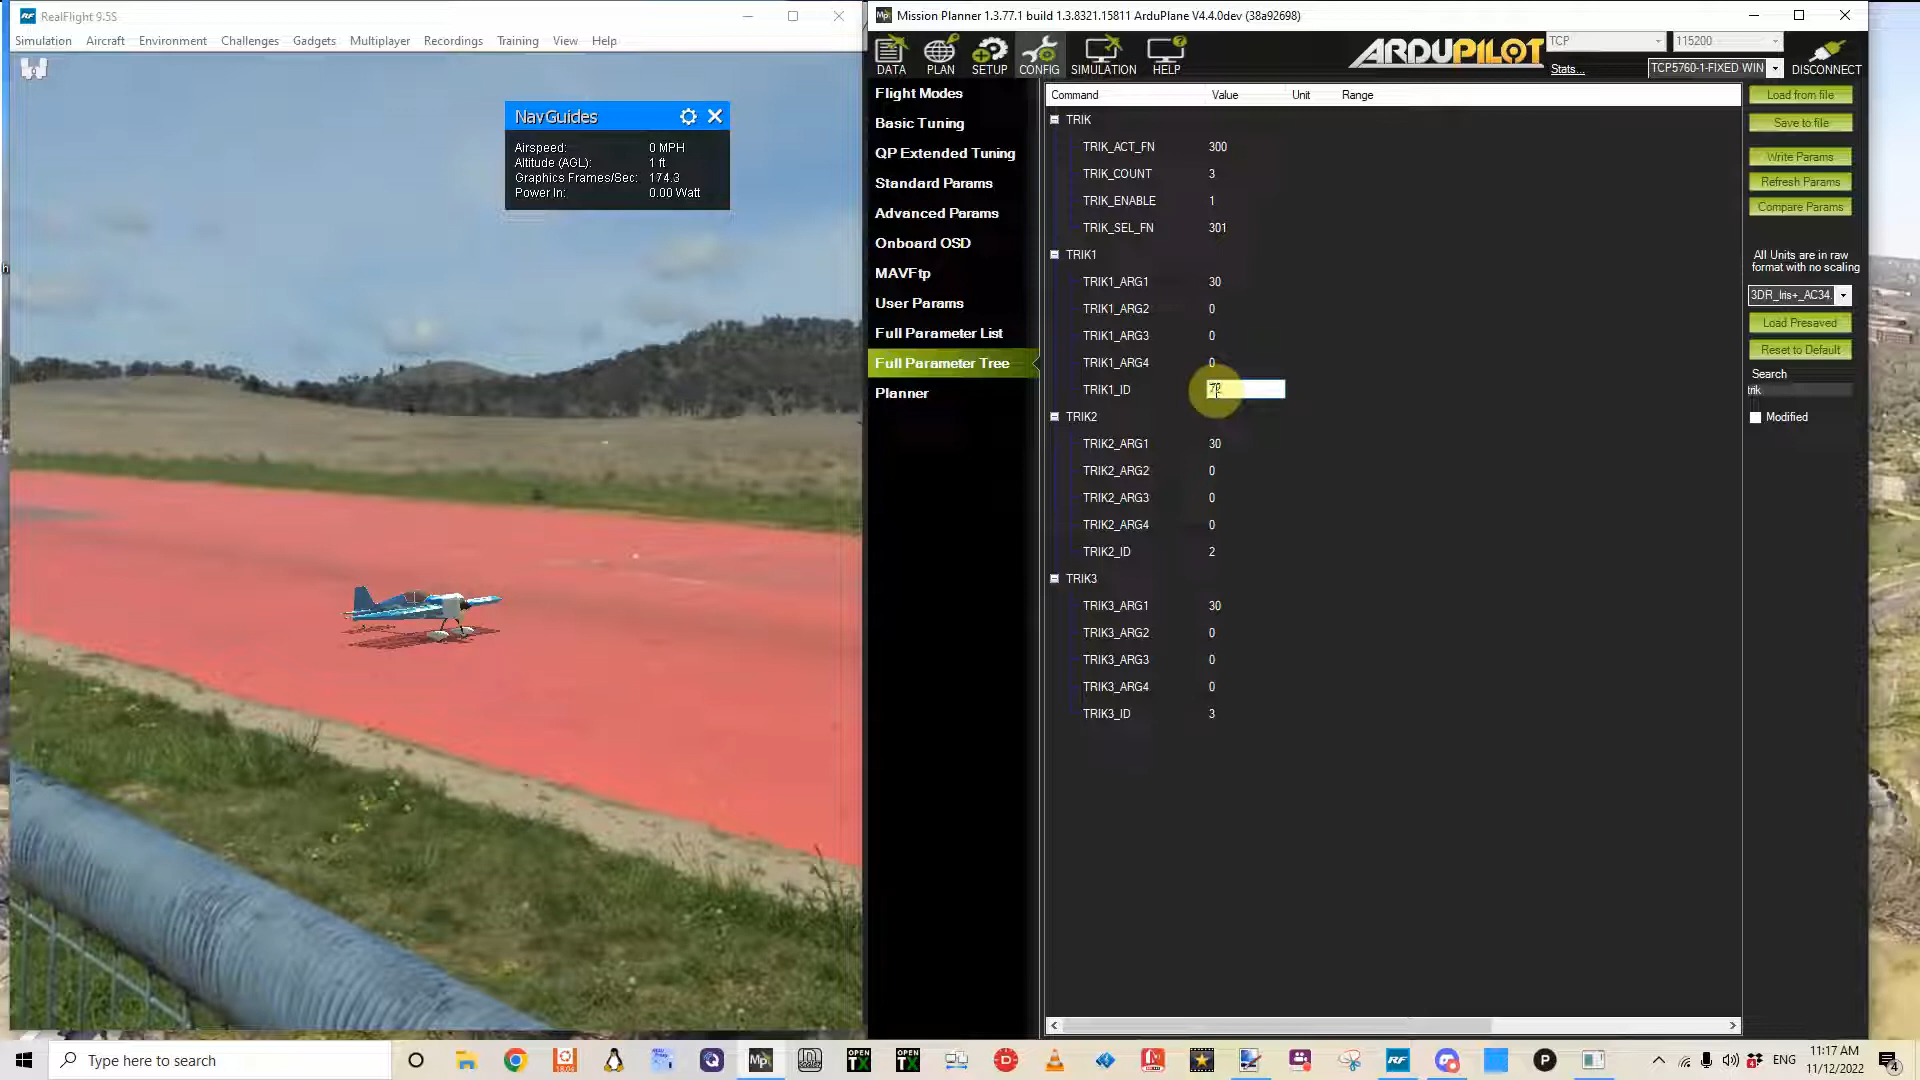 RealFlight 9.5S
Simulation Aircraft Environment Challenges Gadgets Multiplayer Recordings Training View Help
NavGuides
Airspeed: 0 MPH
Altitude (AGL): 1 ft
Graphics Frames/Sec: 174.3
Power In: 0.00 Watt
Mission Planner 1.3.77.1 build 1.3.8321.15811 ArduPlane V4.4.0dev (38a92698)
DATA PLAN SETUP CONFIG SIMULATION HELP
ARDUPILOT
TCP 115200
Stats... TCP5760-1-FIXED WIN DISCONNECT
Flight Modes
Basic Tuning
QP Extended Tuning
Standard Params
Advanced Params
Onboard OSD
MAVFtp
User Params
Full Parameter List
Full Parameter Tree
Planner
Command Value Unit Range
TRIK
TRIK_ACT_FN 300
TRIK_COUNT 3
TRIK_ENABLE 1
TRIK_SEL_FN 301
TRIK1
TRIK1_ARG1 30
TRIK1_ARG2 0
TRIK1_ARG3 0
TRIK1_ARG4 0
TRIK1_ID
TRIK2
TRIK2_ARG1 30
TRIK2_ARG2 0
TRIK2_ARG3 0
TRIK2_ARG4 0
TRIK2_ID 2
TRIK3
TRIK3_ARG1 30
TRIK3_ARG2 0
TRIK3_ARG3 0
TRIK3_ARG4 0
TRIK3_ID 3
Load from file
Save to file
Write Params
Refresh Params
Compare Params
All Units are in raw
format with no scaling
3DR_Iris+_AC34.
Load Presaved
Reset to Default
Search
trik
Modified
Type here to search
ENG
11:17 AM
11/12/2022